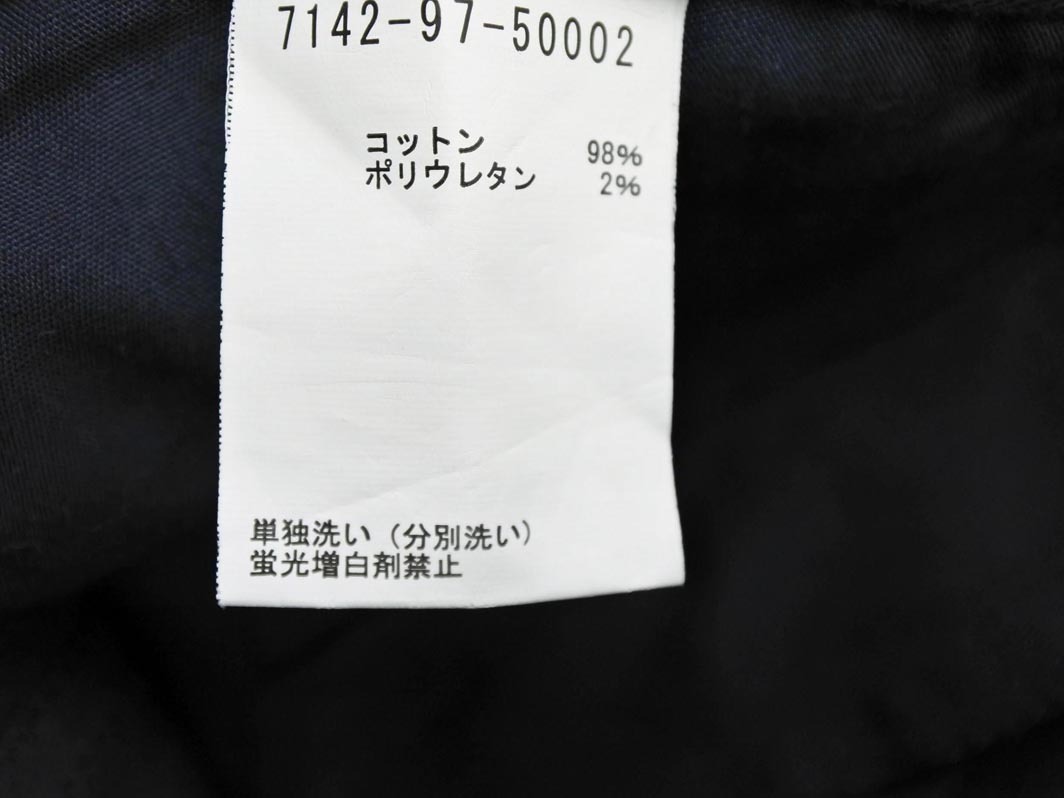 7142-97-50002
コットン 98%
ポリウレタン 2%
単独洗い(分別洗い)
蛍光増白剤禁止